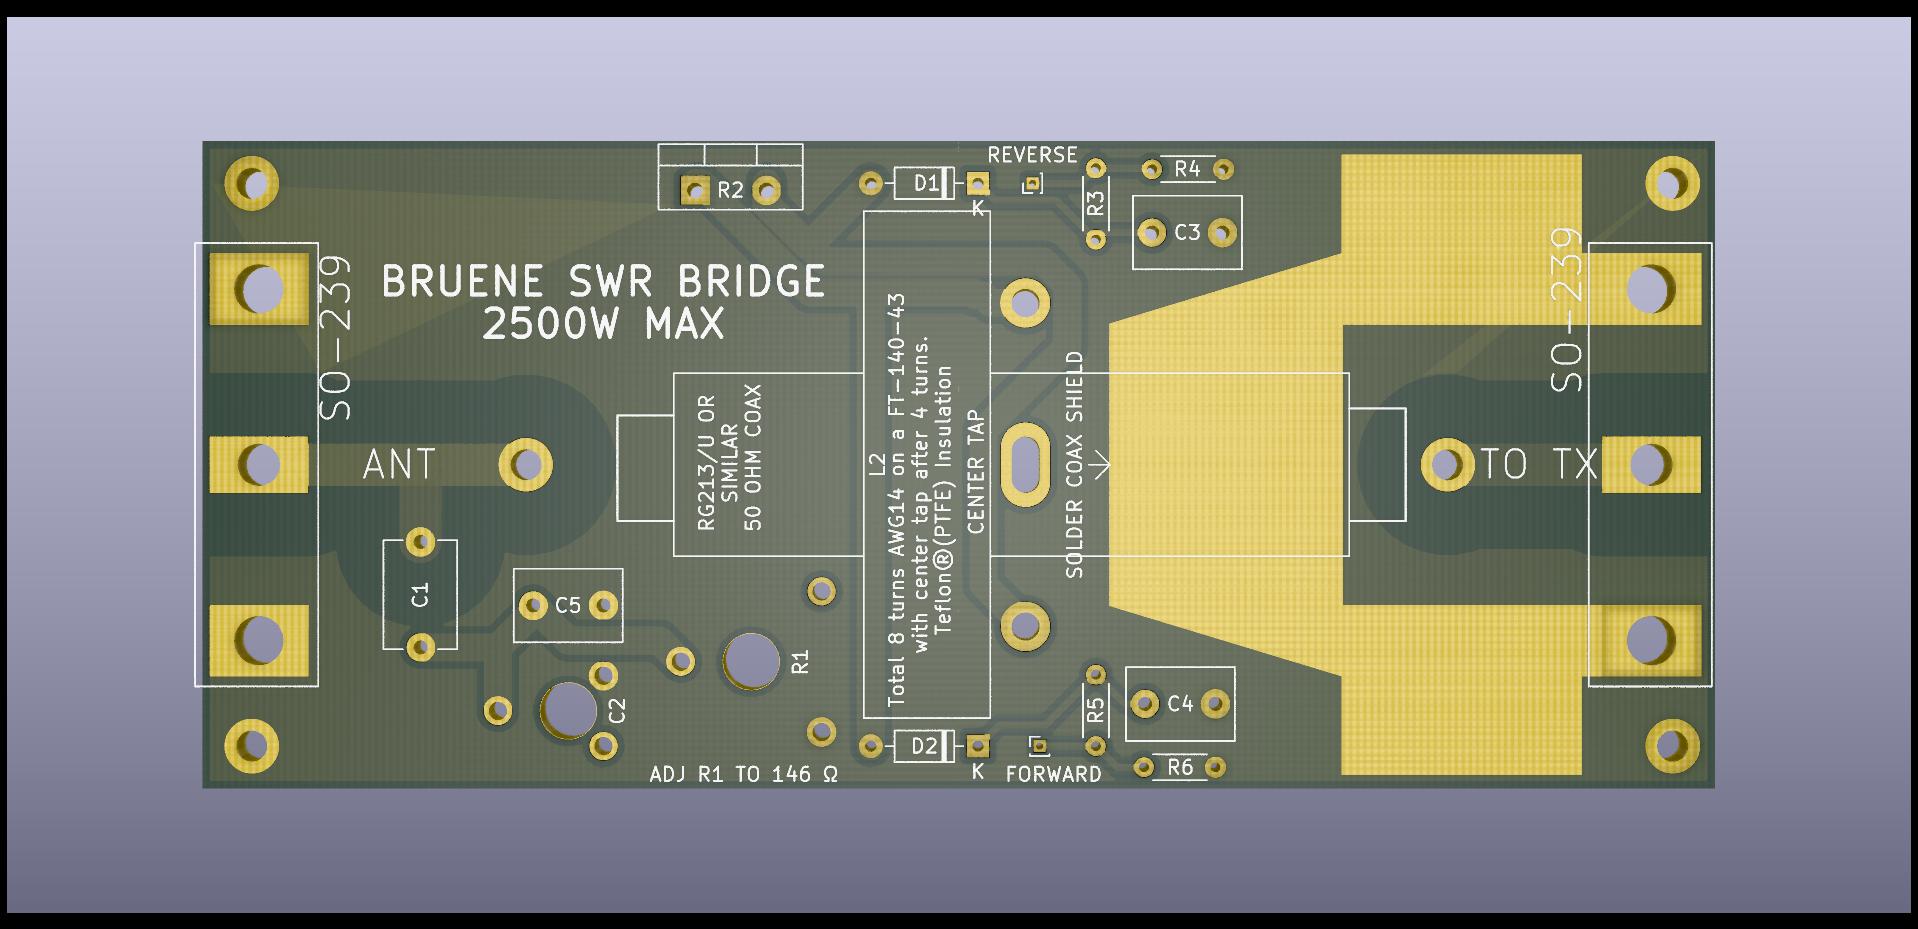 REVERSE
R4
R2
D1
K
R3
C3
SO-239
SO-239
BRUENE SWR BRIDGE
2500W MAX
ANT
RG213/U OR
SIMILAR
50 OHM COAX
L2
Total 8 turns AWG14 on a FT-140-43
with center tap after 4 turns.
Teflon®(PTFE) Insulation
CENTER TAP
SOLDER COAX SHIELD
TO TX
C1
C5
R1
C2
R5
C4
D2
K
R6
ADJ R1 TO 146 Ω
FORWARD